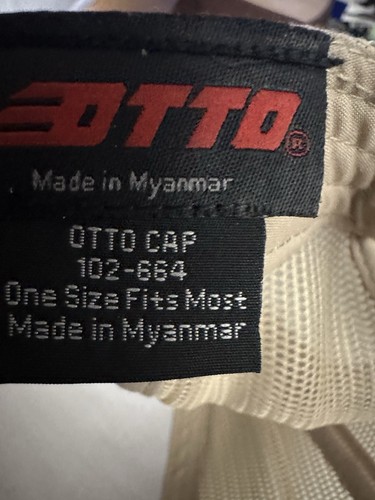 OTTO®
Made in Myanmar
OTTO CAP
102-664
One Size Fits Most
Made in Myanmar